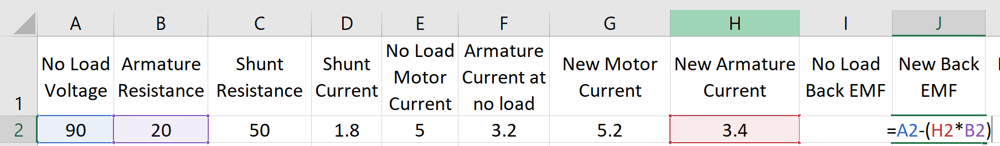 A B C D E F G H I J
1 No Load Voltage Armature Resistance Shunt Resistance Shunt Current No Load Motor Current Armature Current at no load New Motor Current New Armature Current No Load Back EMF New Back EMF
2 90 20 50 1.8 5 3.2 5.2 3.4 =A2-(H2*B2)